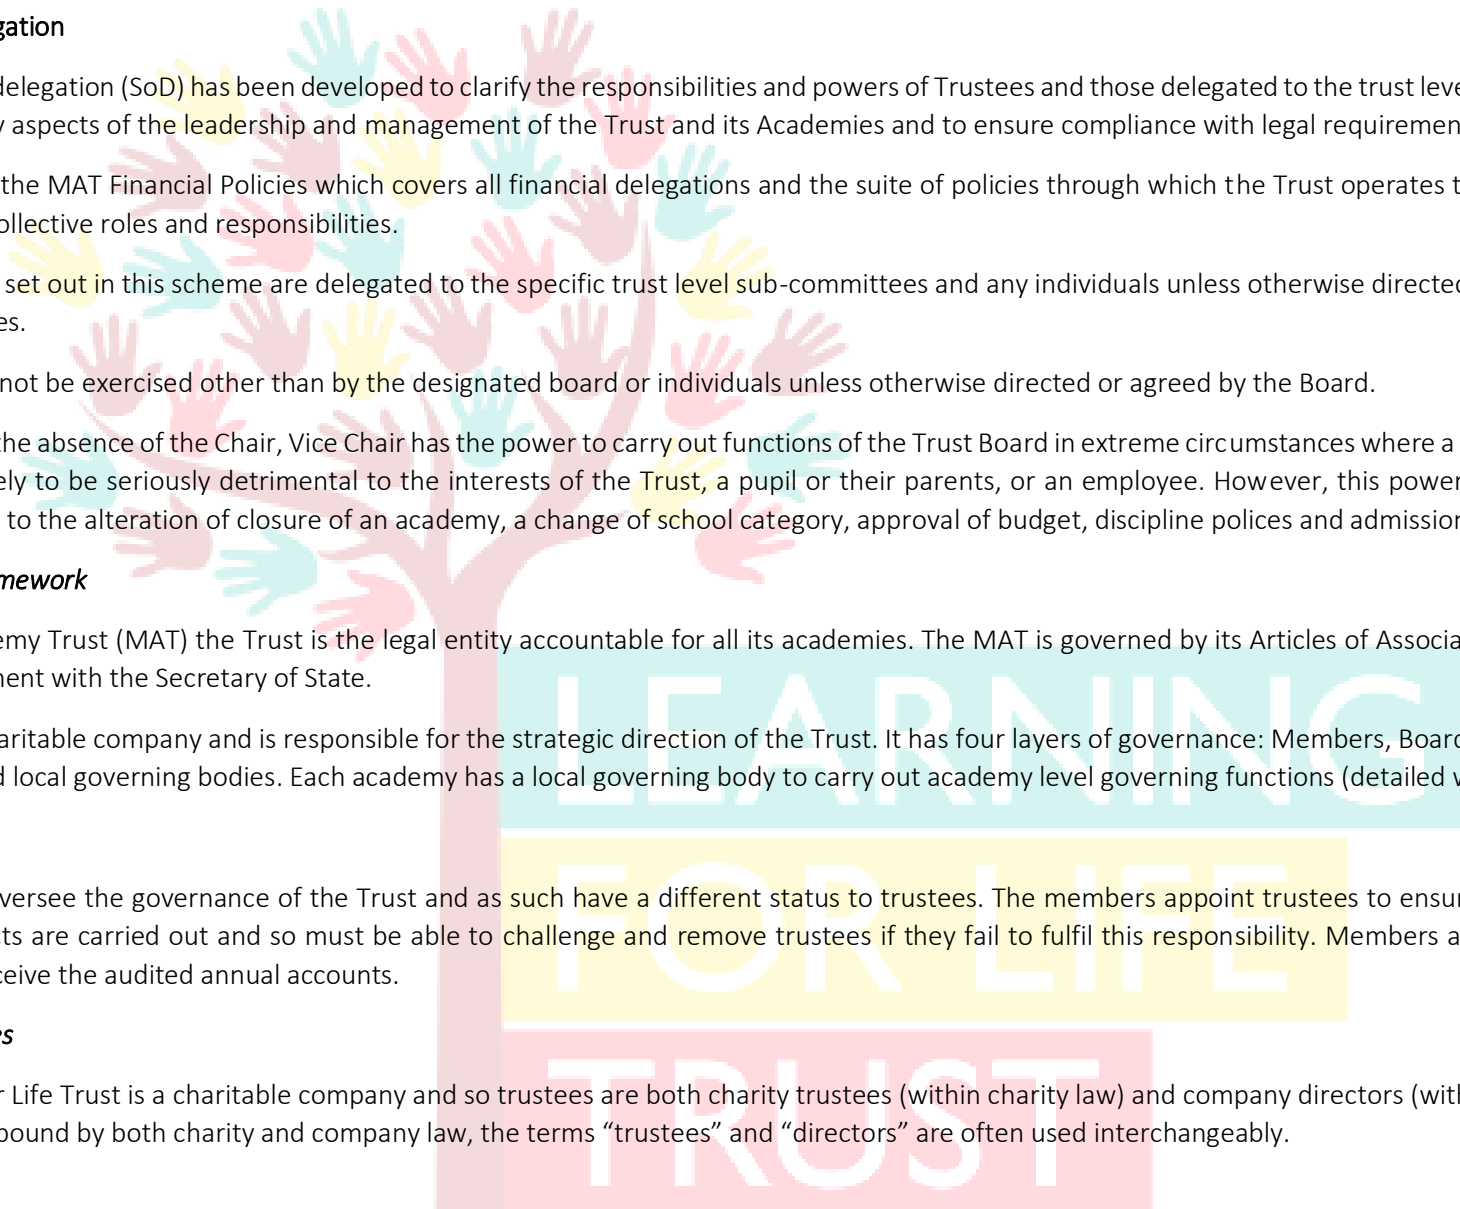 gation
delegation (SoD) has been developed to clarify the responsibilities and powers of Trustees and those delegated to the trust leve
y aspects of the leadership and management of the Trust and its Academies and to ensure compliance with legal requiremen
the MAT Financial Policies which covers all financial delegations and the suite of policies through which the Trust operates t
ollective roles and responsibilities.
set out in this scheme are delegated to the specific trust level sub-committees and any individuals unless otherwise directed
es.
not be exercised other than by the designated board or individuals unless otherwise directed or agreed by the Board.
the absence of the Chair, Vice Chair has the power to carry out functions of the Trust Board in extreme circumstances where a
ely to be seriously detrimental to the interests of the Trust, a pupil or their parents, or an employee. However, this power
to the alteration of closure of an academy, a change of school category, approval of budget, discipline polices and admission
mework
emy Trust (MAT) the Trust is the legal entity accountable for all its academies. The MAT is governed by its Articles of Associa
ment with the Secretary of State.
aritable company and is responsible for the strategic direction of the Trust. It has four layers of governance: Members, Board
d local governing bodies. Each academy has a local governing body to carry out academy level governing functions (detailed w
versee the governance of the Trust and as such have a different status to trustees. The members appoint trustees to ensur
cts are carried out and so must be able to challenge and remove trustees if they fail to fulfil this responsibility. Members a
ceive the audited annual accounts.
es
r Life Trust is a charitable company and so trustees are both charity trustees (within charity law) and company directors (with
bound by both charity and company law, the terms “trustees” and “directors” are often used interchangeably.
LEARNING
FOR LIFE
TRUST